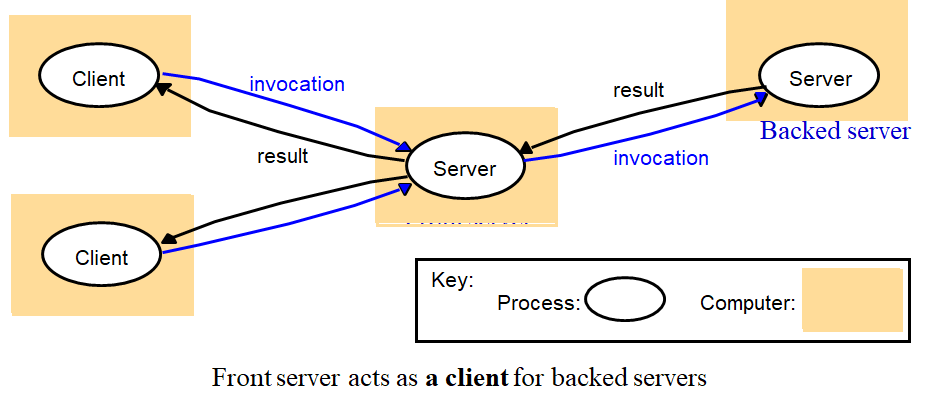 Client
invocation
result
Server
Client
result
invocation
Server
Backed server
Key:
Process:
Computer:
Front server acts as a client for backed servers